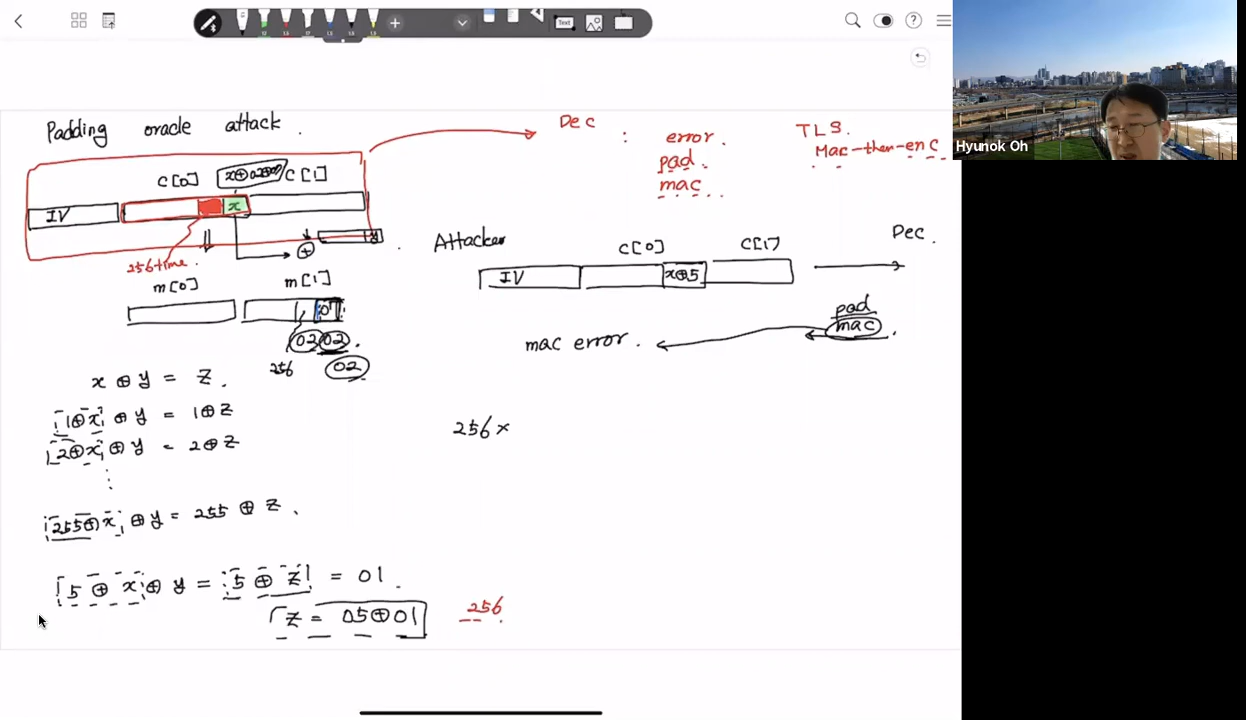 Text
Hyunok Oh
Padding oracle attack.
Dec : error.
pad.
mac
TLS.
Mac-then-enc
C[0] C[1]
IV x
256 time.
m[0] m[1]
01
02 02.
256 02
Attacker C[0] C[1] Dec.
IV x⊕5
pad
mac.
mac error.
x ⊕ y = z.
1⊕x ⊕ y = 1⊕z
2⊕x ⊕ y = 2⊕z
⋮
255⊕x ⊕ y = 255 ⊕ z.
256 x
5 ⊕ x ⊕ y = 5 ⊕ z = 01.
z = 05⊕01 256